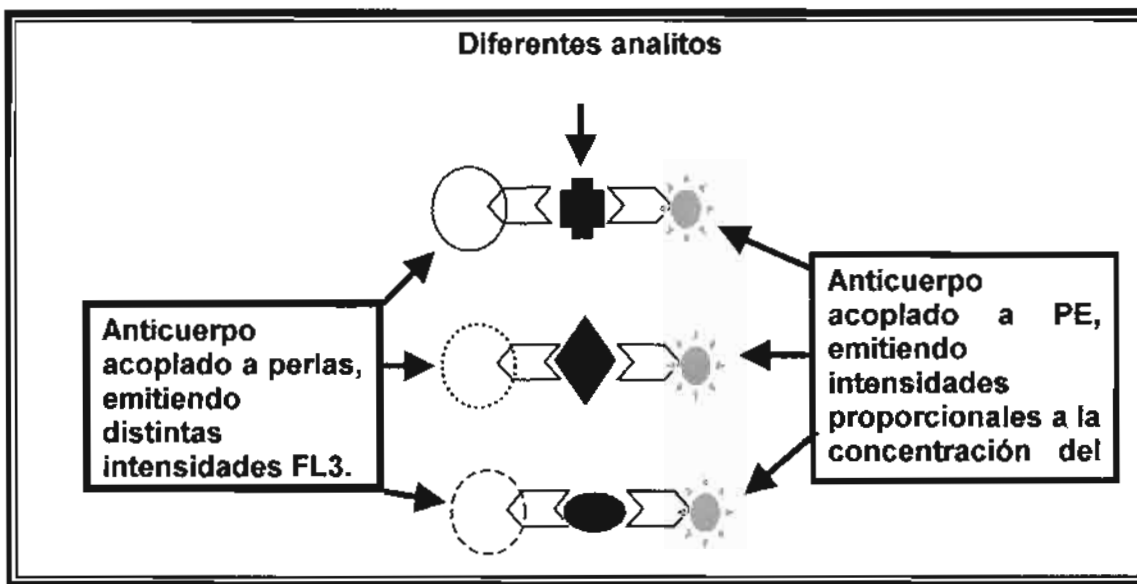 Diferentes analitos
Anticuerpo
acoplado a perlas,
emitiendo
distintas
intensidades FL3.
Anticuerpo
acoplado a PE,
emitiendo
intensidades
proporcionales a la
concentración del